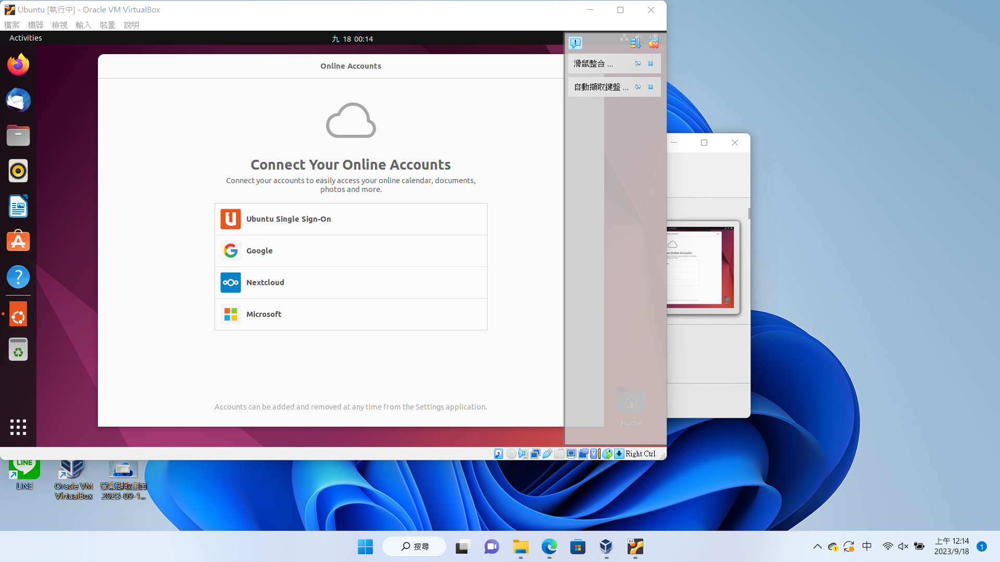 Ubuntu [執行中] - Oracle VM VirtualBox
檔案 機器 檢視 輸入 裝置 說明
Activities
九 18 00:14
Online Accounts
滑鼠整合 ...
自動擷取鍵盤 ...
Connect Your Online Accounts
Connect your accounts to easily access your online calendar, documents,
photos and more.
Ubuntu Single Sign-On
Google
Nextcloud
Microsoft
Accounts can be added and removed at any time from the Settings application.
Home
Right Ctrl
LINE
LINE
Oracle VM
VirtualBox
螢幕擷取畫面
2023-09-1...
搜尋
64
中
上午 12:14
2023/9/18
1